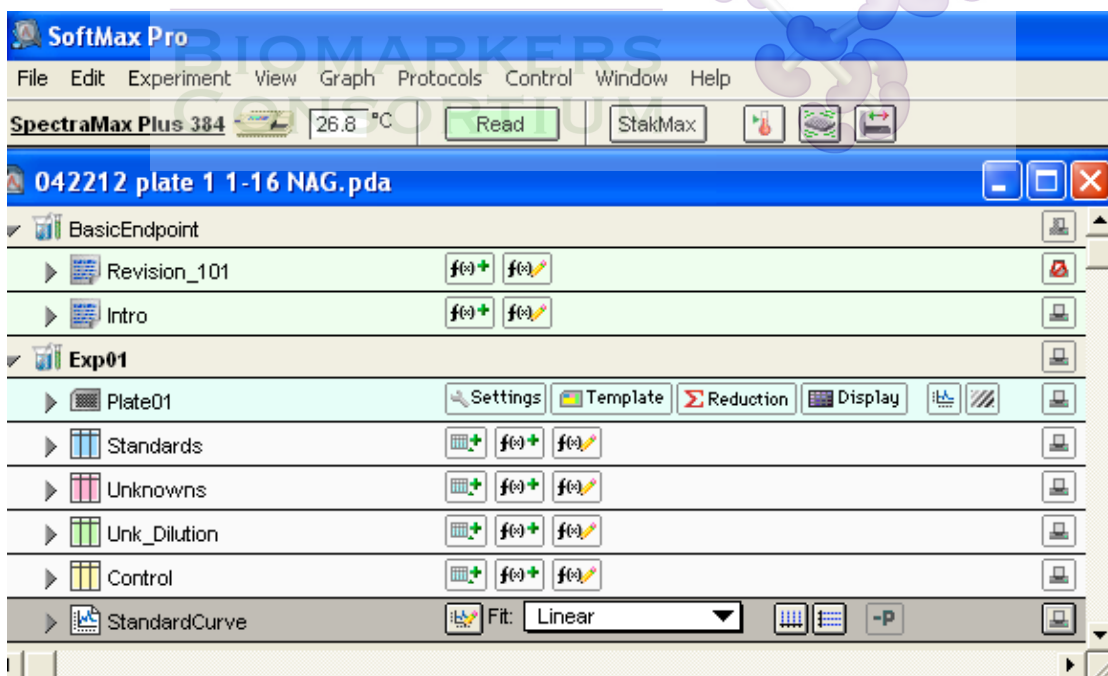 SoftMax Pro
BIOMARKERS
File Edit Experiment View Graph Protocols Control Window Help
CONSORTIUM
SpectraMax Plus 384 26.8 °C Read StakMax
042212 plate 1 1-16 NAG.pda
BasicEndpoint
Revision_101 f(x)+ f(x)
Intro f(x)+ f(x)
Exp01
Plate01 Settings Template Σ Reduction Display
Standards + f(x)+ f(x)
Unknowns + f(x)+ f(x)
Unk_Dilution + f(x)+ f(x)
Control + f(x)+ f(x)
StandardCurve Fit: Linear -P